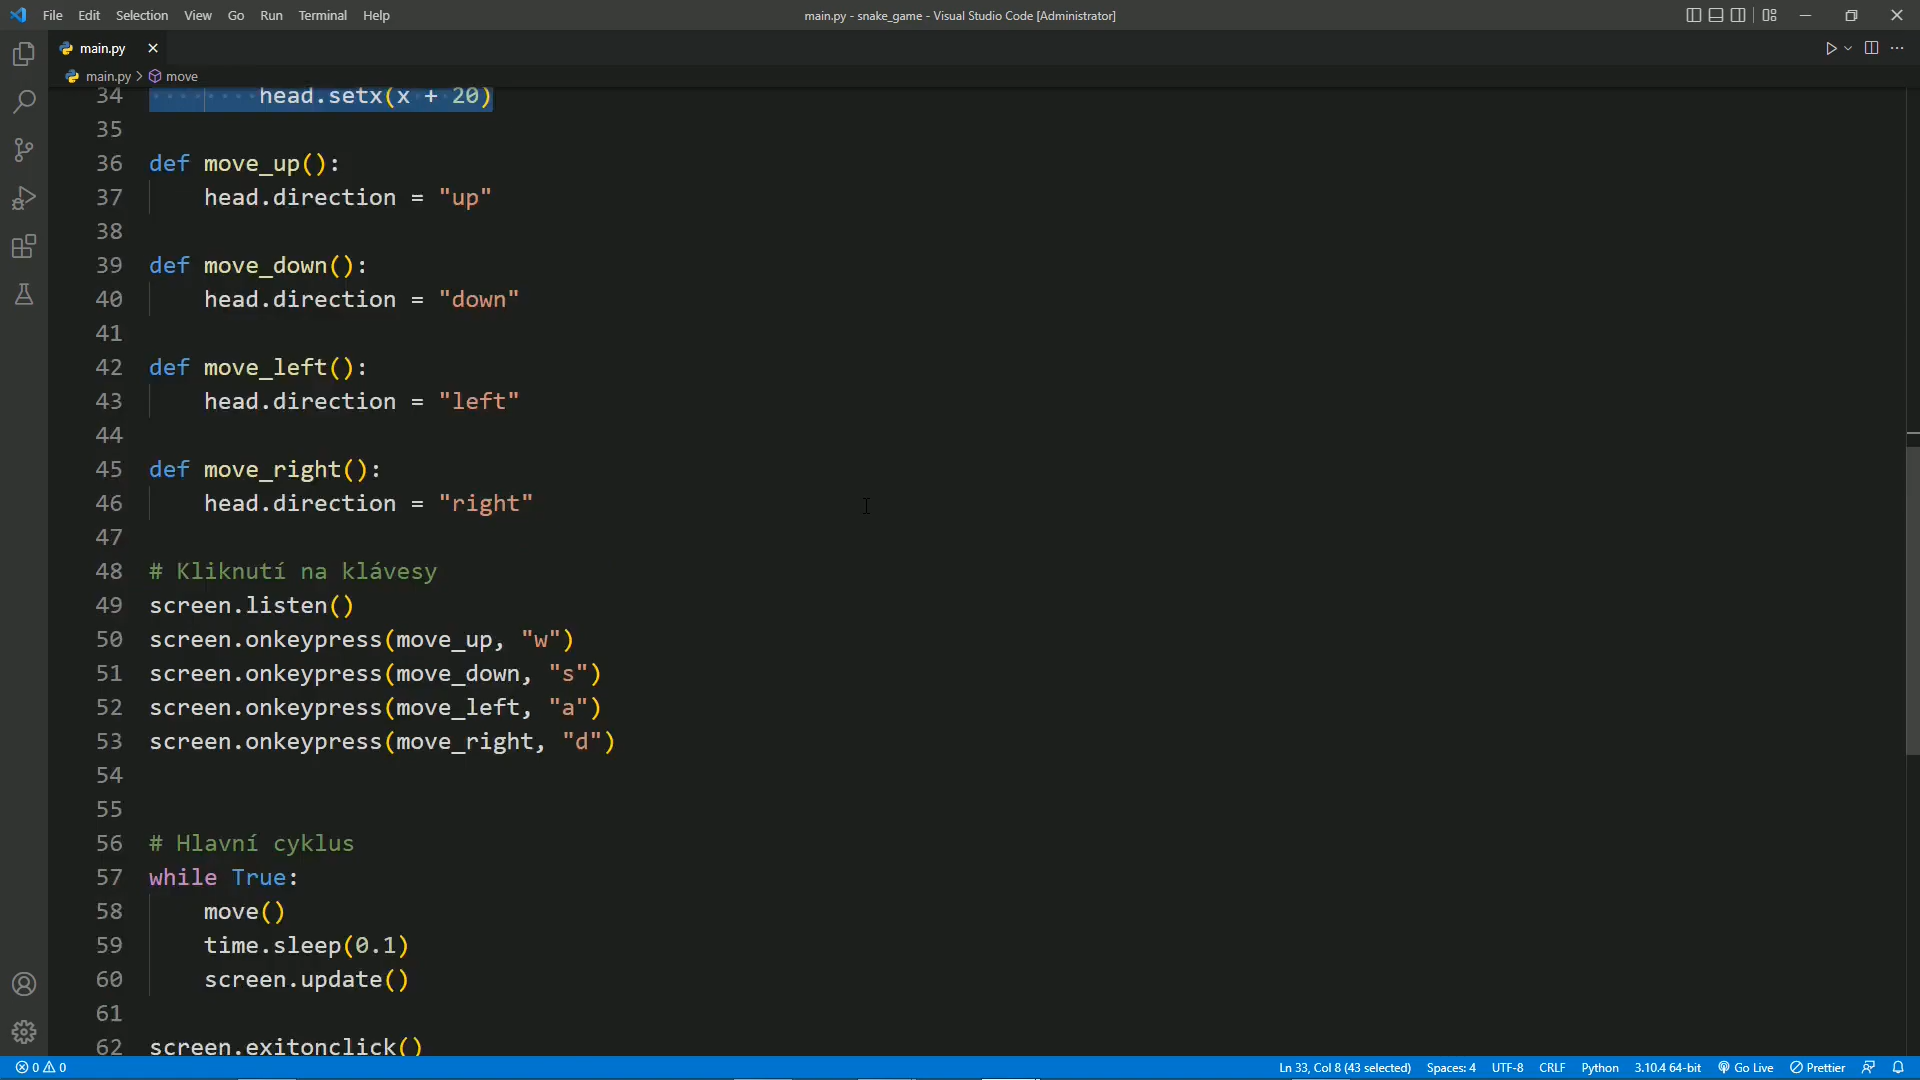 File Edit Selection View Go Run Terminal Help
main.py - snake_game - Visual Studio Code [Administrator]
main.py
main.py > move
34 head.setx(x + 20)
35
36 def move_up():
37 head.direction = "up"
38
39 def move_down():
40 head.direction = "down"
41
42 def move_left():
43 head.direction = "left"
44
45 def move_right():
46 head.direction = "right"
47
48 # Kliknutí na klávesy
49 screen.listen()
50 screen.onkeypress(move_up, "w")
51 screen.onkeypress(move_down, "s")
52 screen.onkeypress(move_left, "a")
53 screen.onkeypress(move_right, "d")
54
55
56 # Hlavní cyklus
57 while True:
58 move()
59 time.sleep(0.1)
60 screen.update()
61
62 screen.exitonclick()
0 0 Ln 33, Col 8 (43 selected) Spaces: 4 UTF-8 CRLF Python 3.10.4 64-bit Go Live Prettier